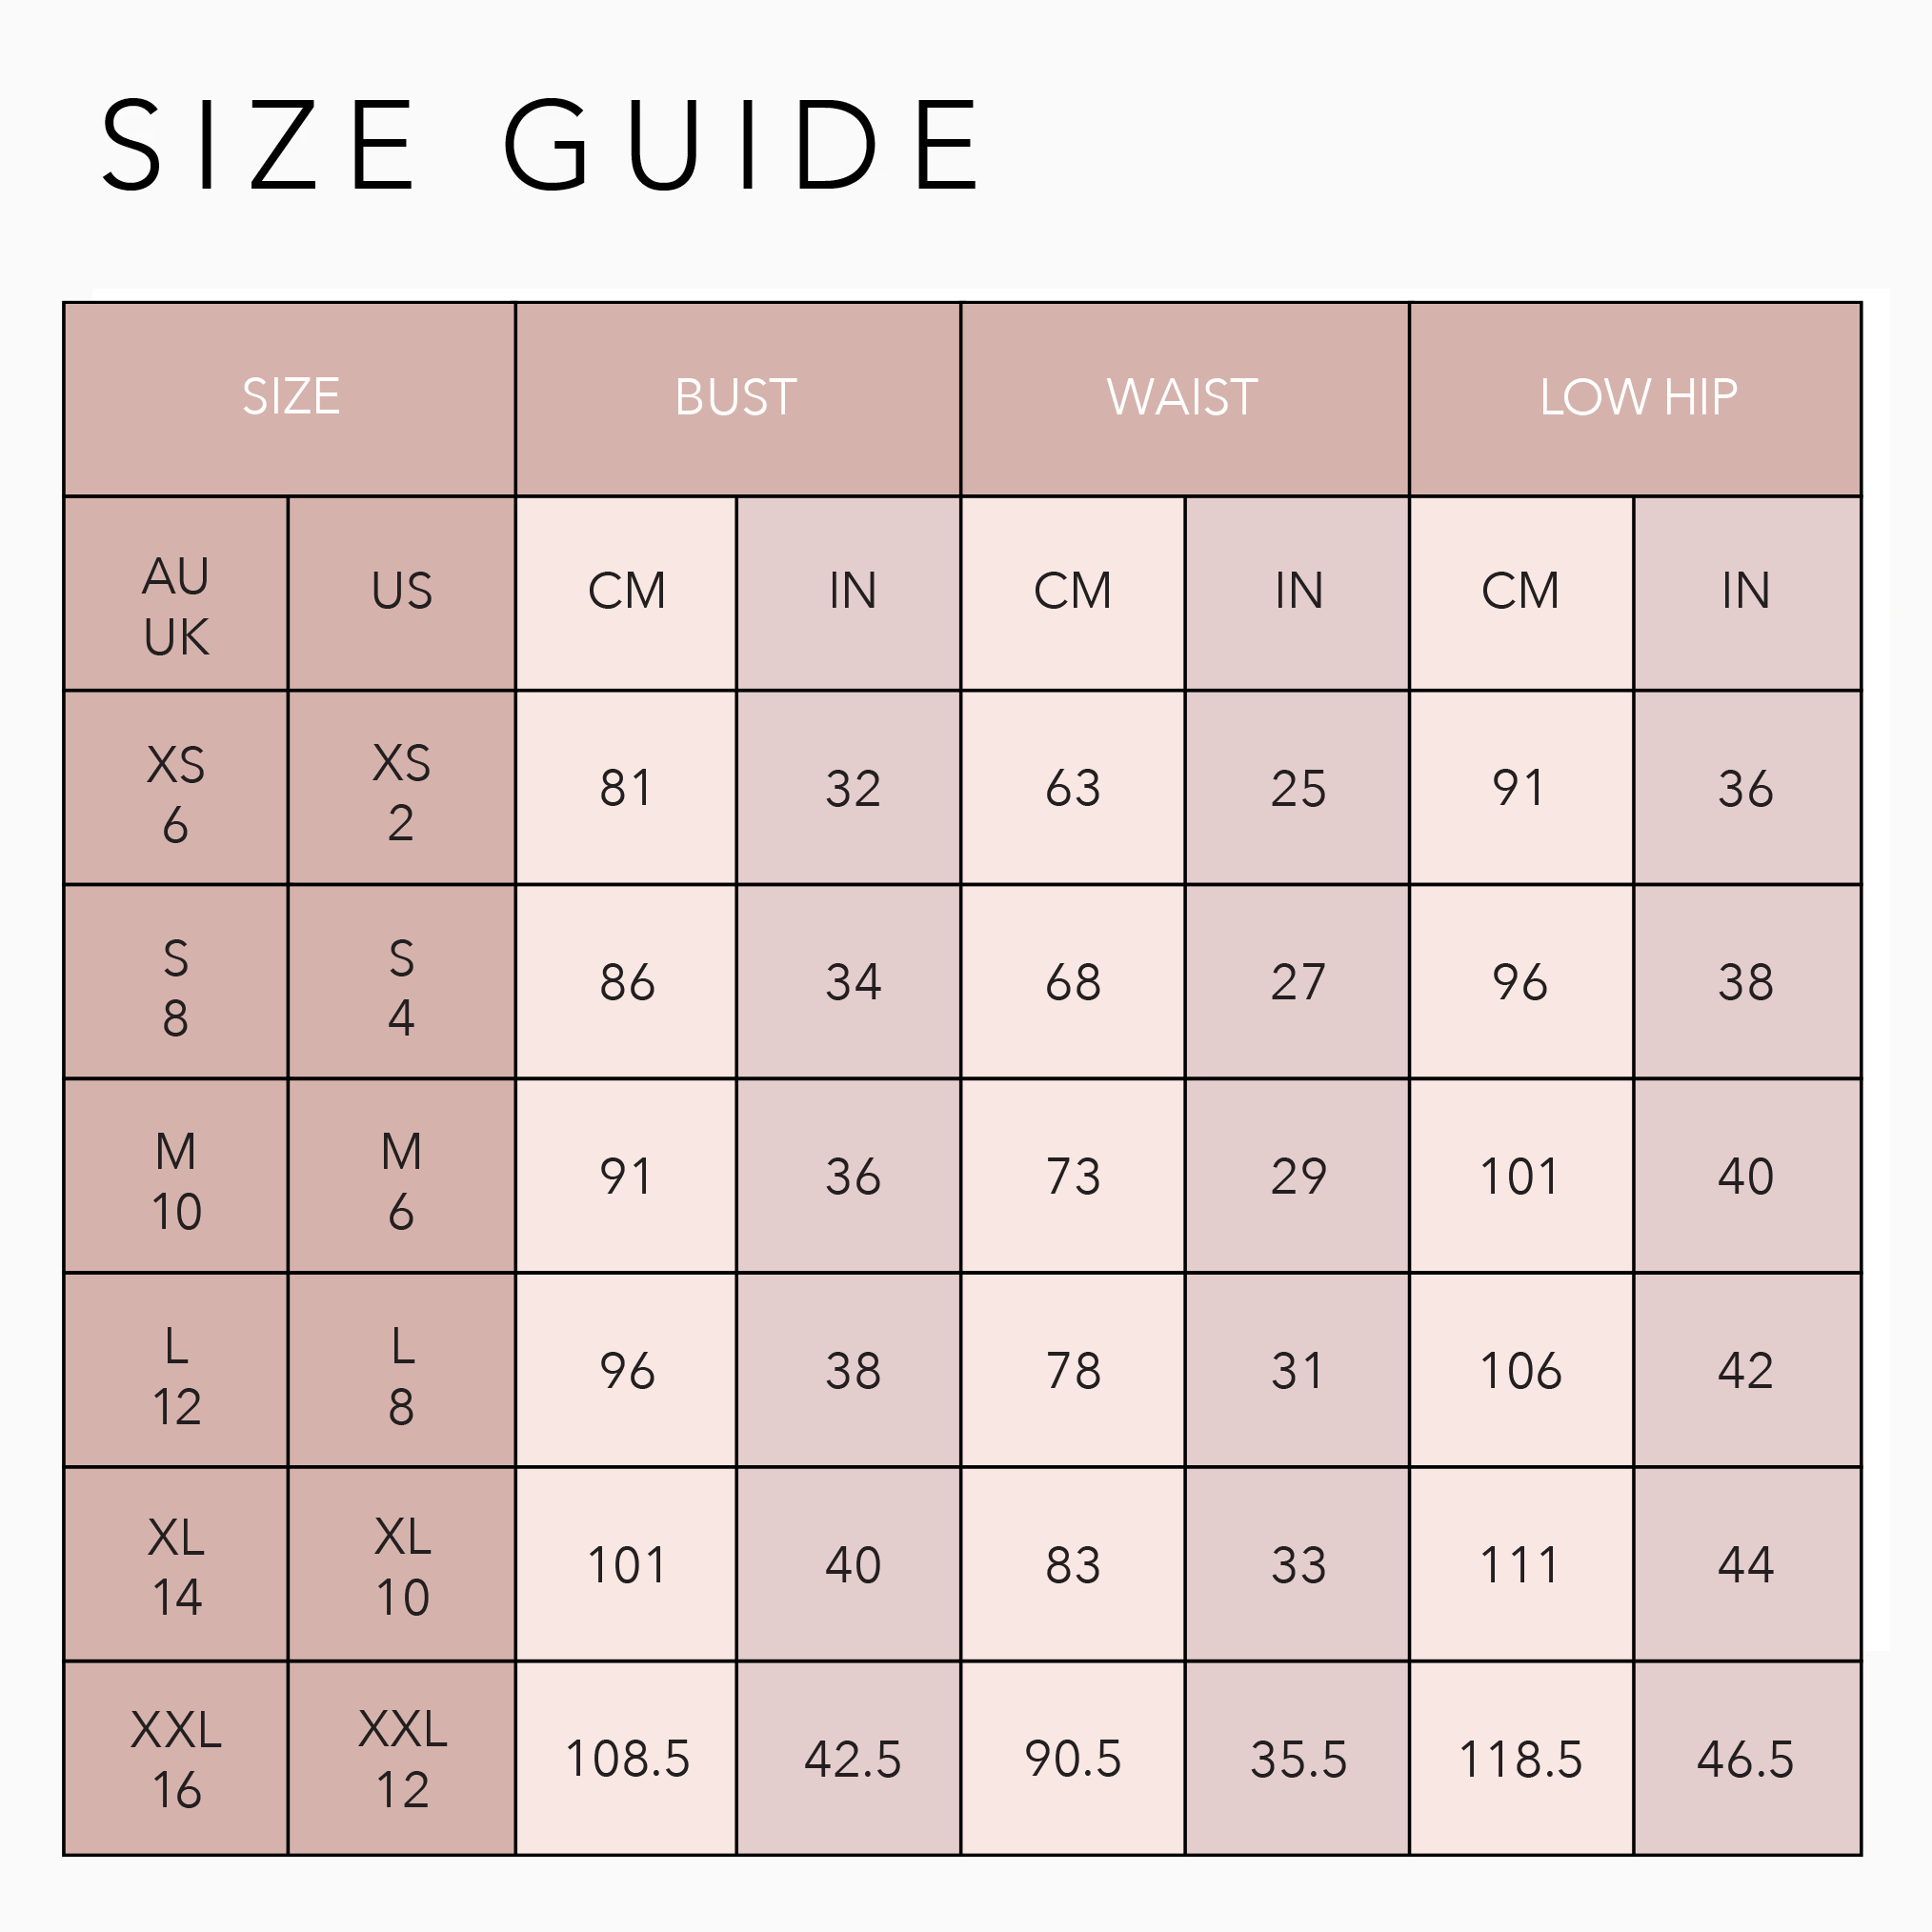 SIZE GUIDE
SIZE BUST WAIST LOW HIP
AU
UK
US CM IN CM IN CM IN
XS
6
XS
2
81 32 63 25 91 36
S
8
S
4
86 34 68 27 96 38
M
10
M
6
91 36 73 29 101 40
L
12
L
8
96 38 78 31 106 42
XL
14
XL
10
101 40 83 33 111 44
XXL
16
XXL
12
108.5 42.5 90.5 35.5 118.5 46.5